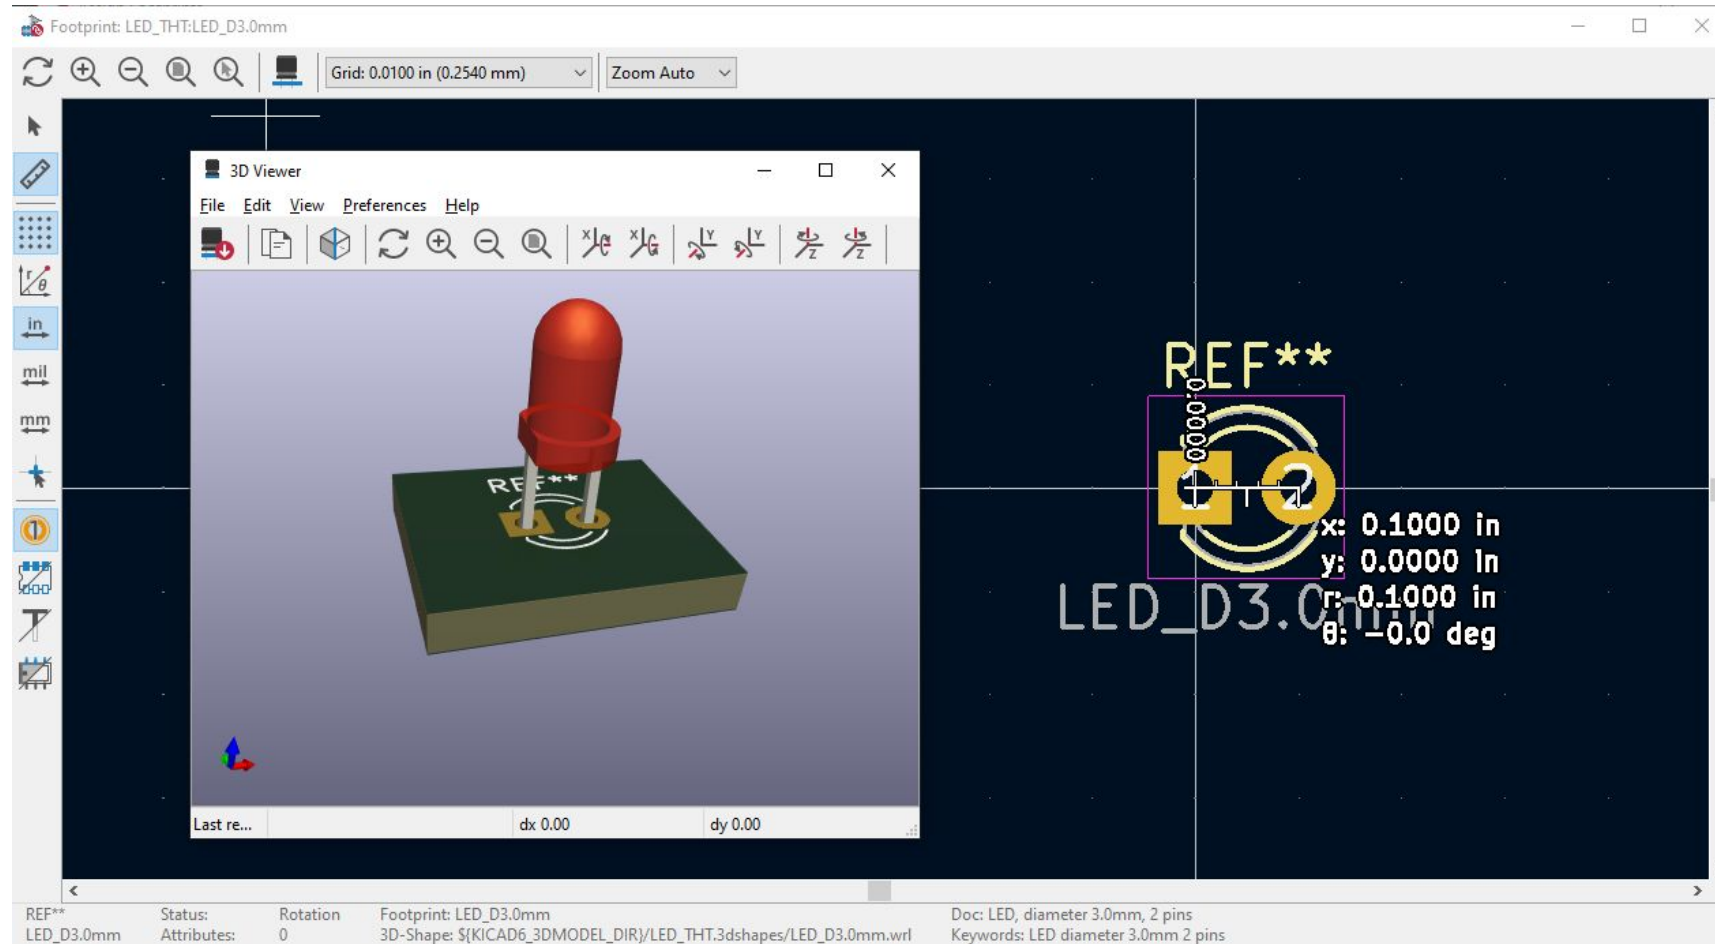 Footprint: LED_THT:LED_D3.0mm
Grid: 0.0100 in (0.2540 mm)
Zoom Auto
in
mil
mm
r
θ
1
3D Viewer
File Edit View Preferences Help
X X Y Y Z Z
REF**
Last re...
dx 0.00
dy 0.00
REF**
0.0000
1 2
x: 0.1000 in
y: 0.0000 in
r: 0.1000 in
θ: -0.0 deg
LED_D3.0mm
REF** Status: Rotation Footprint: LED_D3.0mm Doc: LED, diameter 3.0mm, 2 pins
LED_D3.0mm Attributes: 0 3D-Shape: ${KICAD6_3DMODEL_DIR}/LED_THT.3dshapes/LED_D3.0mm.wrl Keywords: LED diameter 3.0mm 2 pins